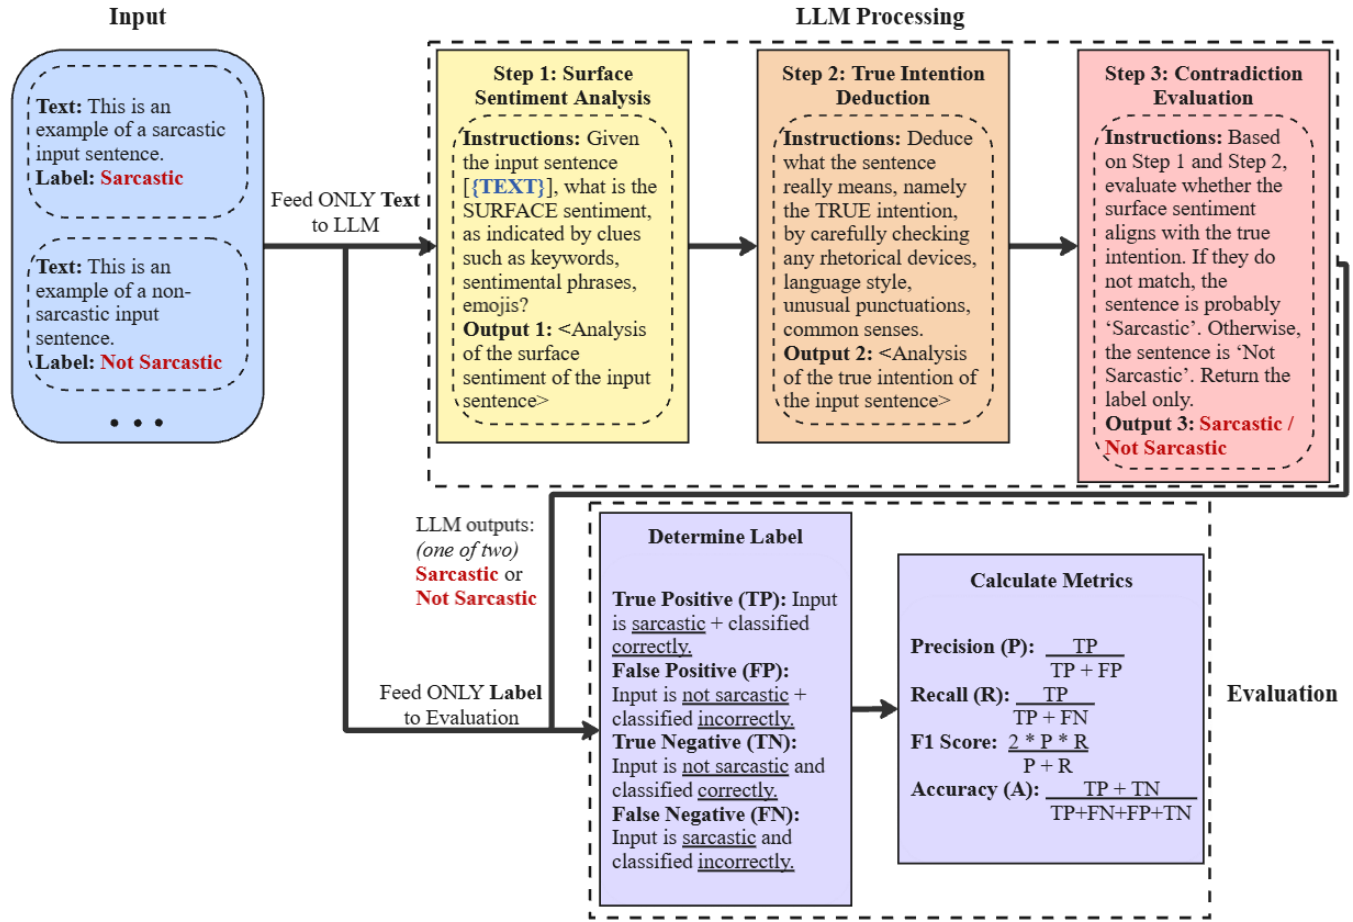 Input
Text: This is an
example of a sarcastic
input sentence.
Label: Sarcastic
Text: This is an
example of a non-
sarcastic input
sentence.
Label: Not Sarcastic
• • •
Feed ONLY Text
to LLM
LLM Processing
Step 1: Surface
Sentiment Analysis
Instructions: Given
the input sentence
[{TEXT}], what is the
SURFACE sentiment,
as indicated by clues
such as keywords,
sentimental phrases,
emojis?
Output 1: <Analysis
of the surface
sentiment of the input
sentence>
Step 2: True Intention
Deduction
Instructions: Deduce
what the sentence
really means, namely
the TRUE intention,
by carefully checking
any rhetorical devices,
language style,
unusual punctuations,
common senses.
Output 2: <Analysis
of the true intention of
the input sentence>
Step 3: Contradiction
Evaluation
Instructions: Based
on Step 1 and Step 2,
evaluate whether the
surface sentiment
aligns with the true
intention. If they do
not match, the
sentence is probably
‘Sarcastic’. Otherwise,
the sentence is ‘Not
Sarcastic’. Return the
label only.
Output 3: Sarcastic /
Not Sarcastic
LLM outputs:
(one of two)
Sarcastic or
Not Sarcastic
Feed ONLY Label
to Evaluation
Determine Label
True Positive (TP): Input
is sarcastic + classified
correctly.
False Positive (FP):
Input is not sarcastic +
classified incorrectly.
True Negative (TN):
Input is not sarcastic and
classified correctly.
False Negative (FN):
Input is sarcastic and
classified incorrectly.
Calculate Metrics
Precision (P): TP
TP + FP
Recall (R): TP
TP + FN
F1 Score: 2 * P * R
P + R
Accuracy (A): TP + TN
TP+FN+FP+TN
Evaluation